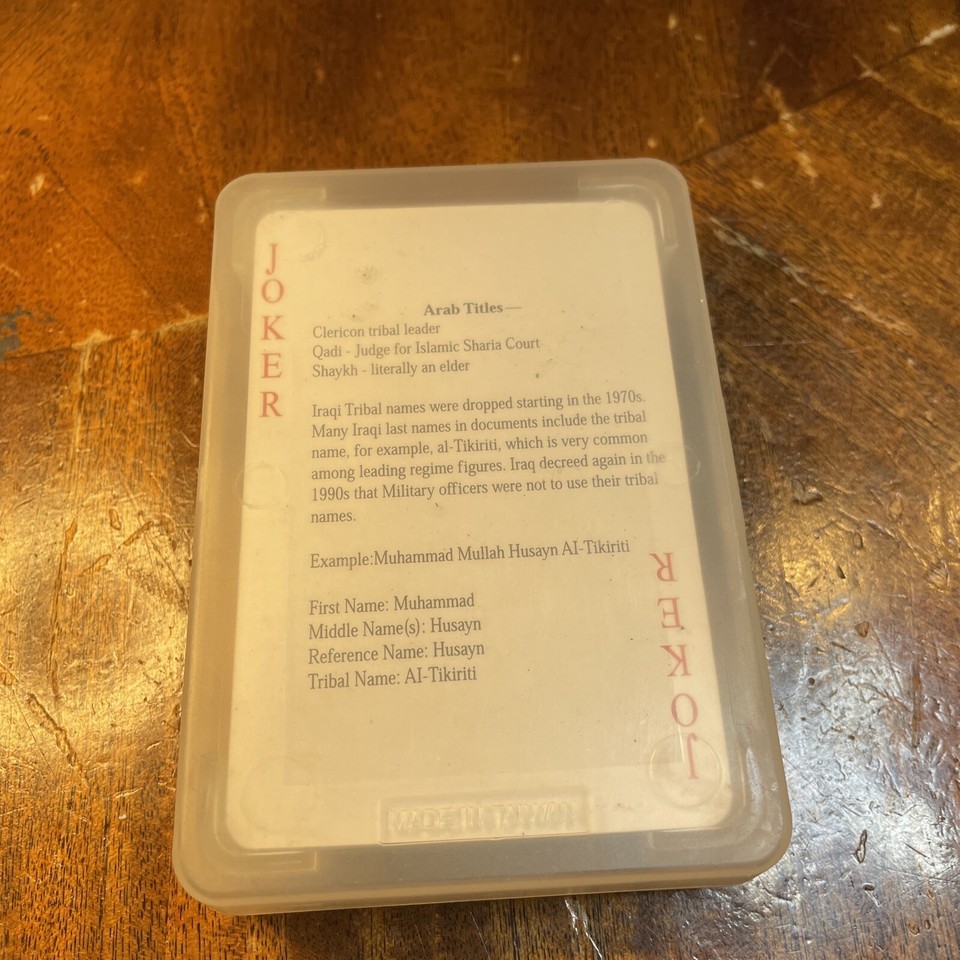 JOKER
Arab Titles—
Clericon tribal leader
Qadi - Judge for Islamic Sharia Court
Shaykh - literally an elder
Iraqi Tribal names were dropped starting in the 1970s.
Many Iraqi last names in documents include the tribal
name, for example, al-Tikiriti, which is very common
among leading regime figures. Iraq decreed again in the
1990s that Military officers were not to use their tribal
names.
Example:Muhammad Mullah Husayn AI-Tikiriti
First Name: Muhammad
Middle Name(s): Husayn
Reference Name: Husayn
Tribal Name: AI-Tikiriti
JOKER
MADE IN TAIWAN